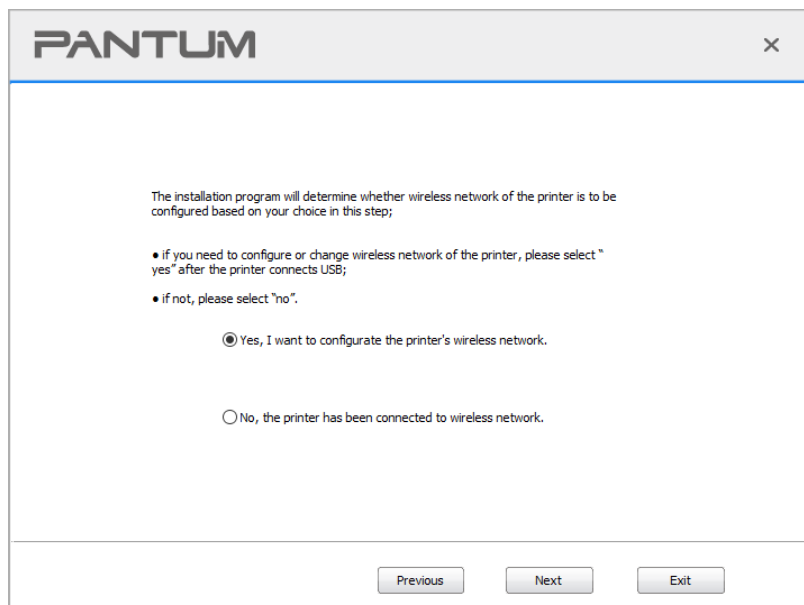 PANTUM
The installation program will determine whether wireless network of the printer is to be
configured based on your choice in this step;
● if you need to configure or change wireless network of the printer, please select “
yes” after the printer connects USB;
● if not, please select “no”.
Yes, I want to configurate the printer's wireless network.
No, the printer has been connected to wireless network.
Previous Next Exit